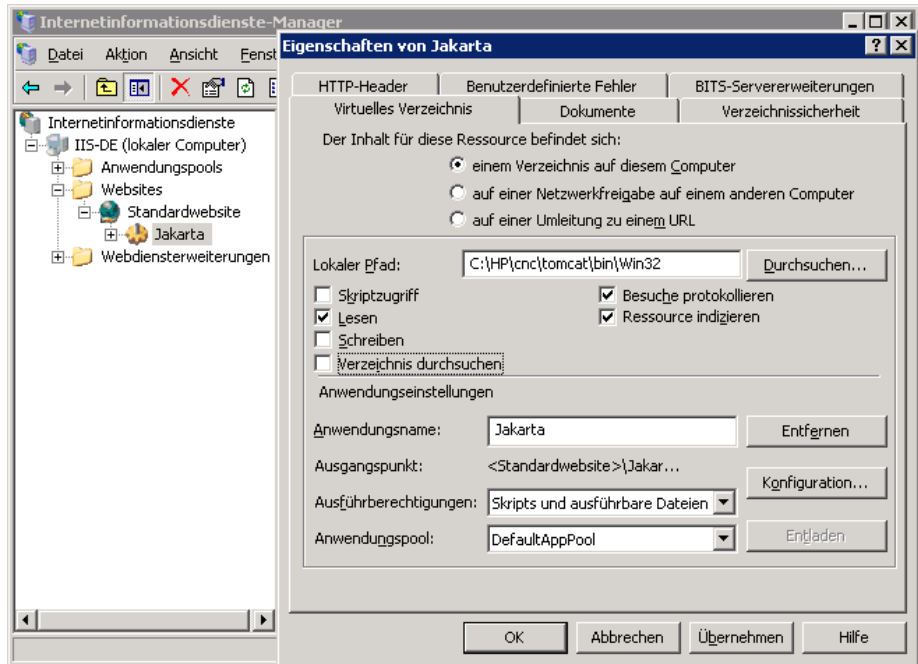 Internetinformationsdienste-Manager
Datei Aktion Ansicht Fenst
Internetinformationsdienste
IIS-DE (lokaler Computer)
Anwendungspools
Websites
Standardwebsite
Jakarta
Webdiensterweiterungen
Eigenschaften von Jakarta
HTTP-Header Benutzerdefinierte Fehler BITS-Servererweiterungen
Virtuelles Verzeichnis Dokumente Verzeichnissicherheit
Der Inhalt für diese Ressource befindet sich:
einem Verzeichnis auf diesem Computer
auf einer Netzwerkfreigabe auf einem anderen Computer
auf einer Umleitung zu einem URL
Lokaler Pfad: C:\HP\cnc\tomcat\bin\Win32 Durchsuchen...
Skriptzugriff Besuche protokollieren
Lesen Ressource indizieren
Schreiben
Verzeichnis durchsuchen
Anwendungseinstellungen
Anwendungsname: Jakarta Entfernen
Ausgangspunkt: <Standardwebsite>\Jakar...
Konfiguration...
Ausführberechtigungen: Skripts und ausführbare Dateien
Anwendungspool: DefaultAppPool Entladen
OK Abbrechen Übernehmen Hilfe